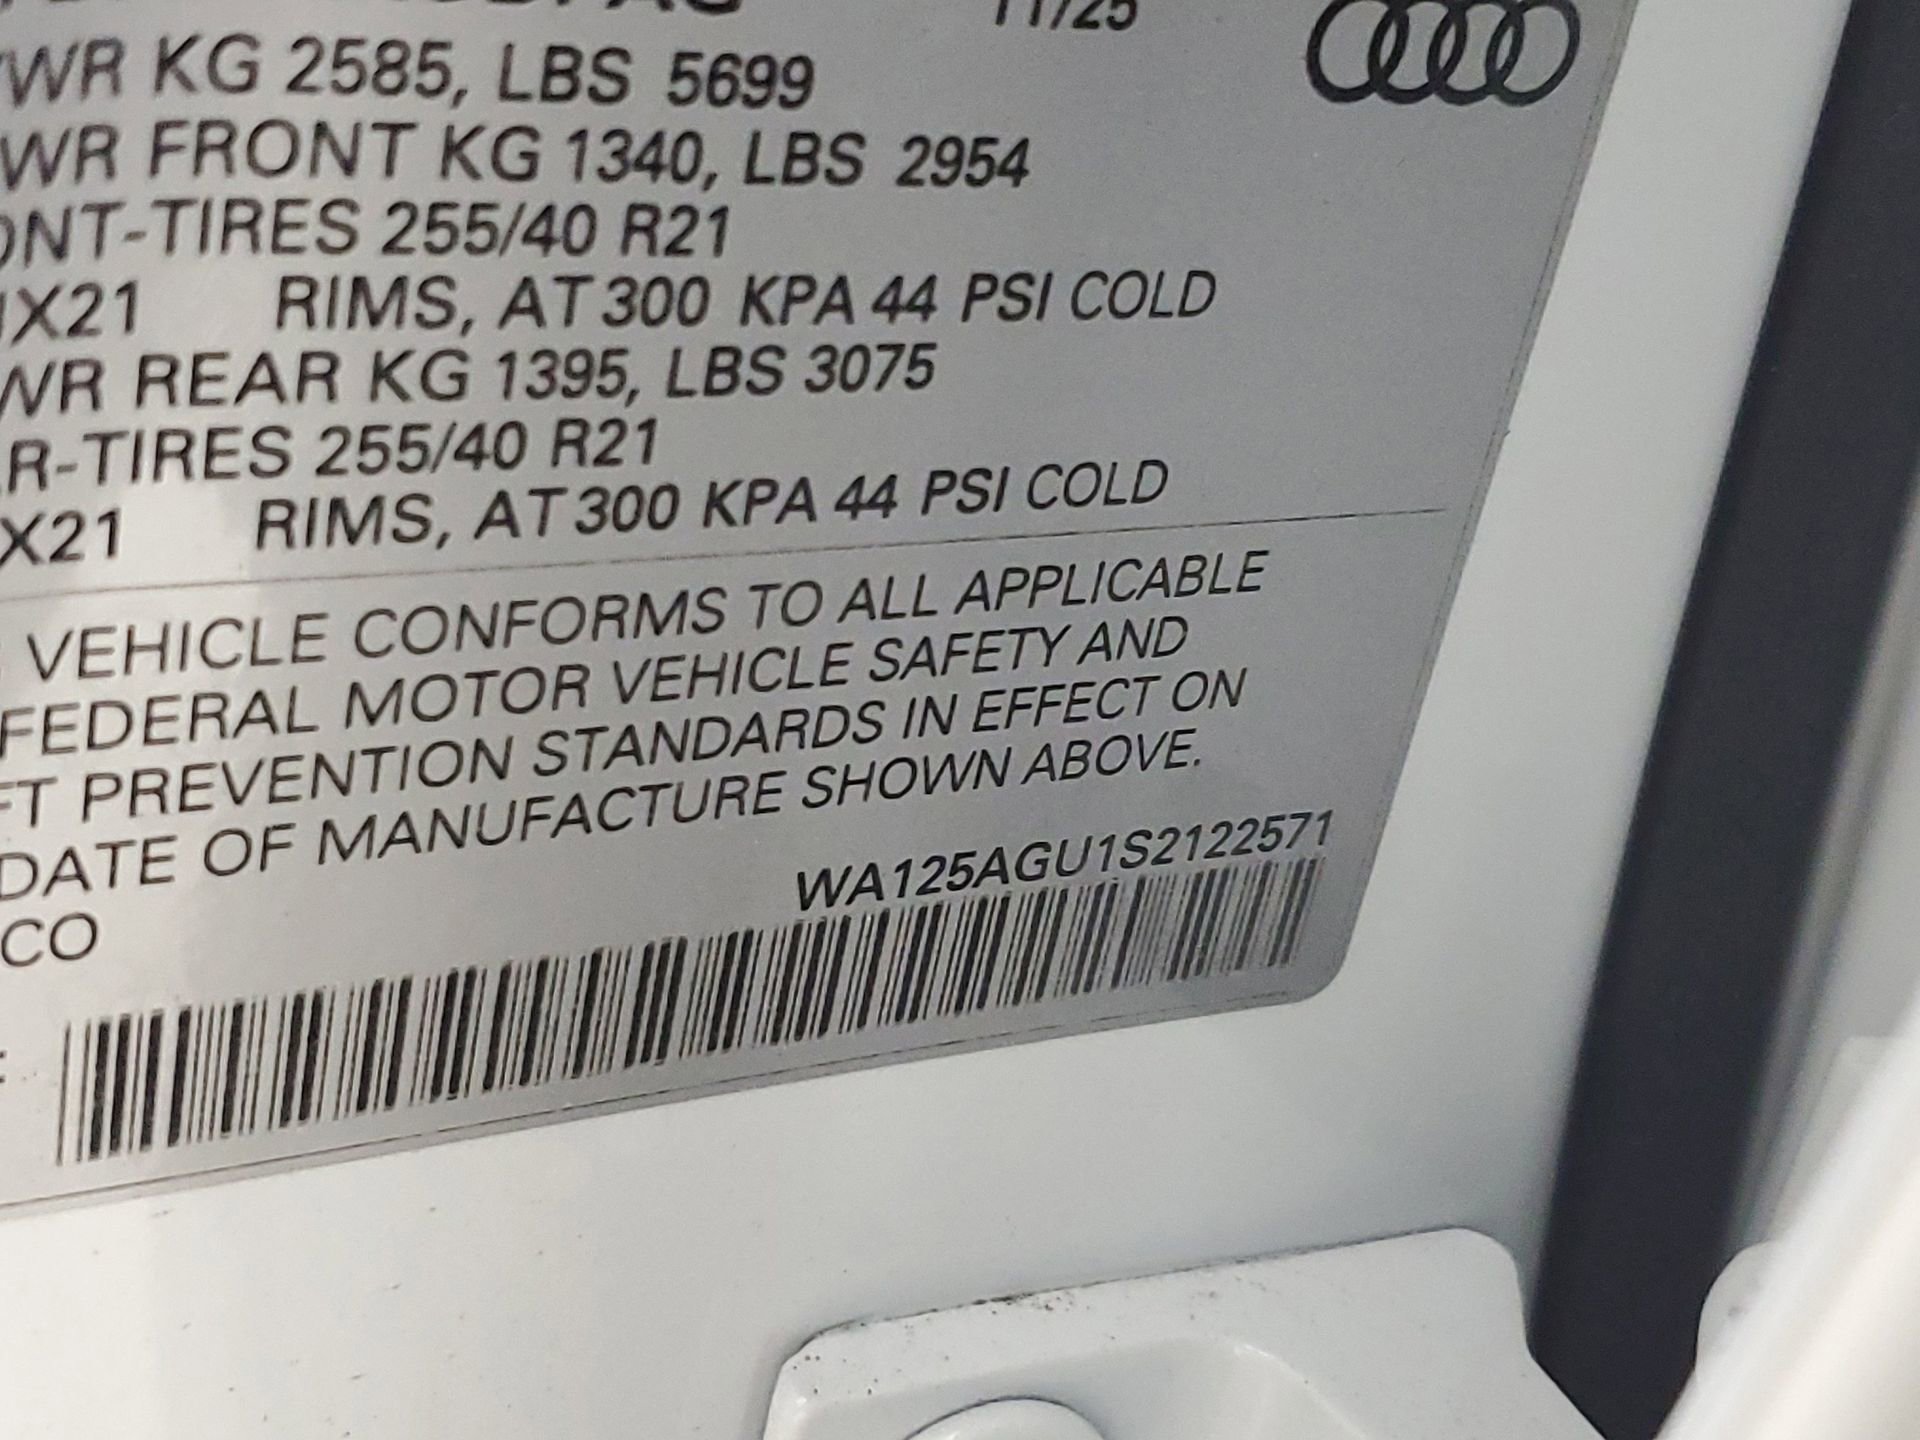 11/25
WR KG 2585, LBS 5699
WR FRONT KG 1340, LBS 2954
ONT-TIRES 255/40 R21
X21 RIMS, AT 300 KPA 44 PSI COLD
WR REAR KG 1395, LBS 3075
R-TIRES 255/40 R21
X21 RIMS, AT 300 KPA 44 PSI COLD
VEHICLE CONFORMS TO ALL APPLICABLE
FEDERAL MOTOR VEHICLE SAFETY AND
FT PREVENTION STANDARDS IN EFFECT ON
DATE OF MANUFACTURE SHOWN ABOVE.
WA125AGU1S2122571
CO